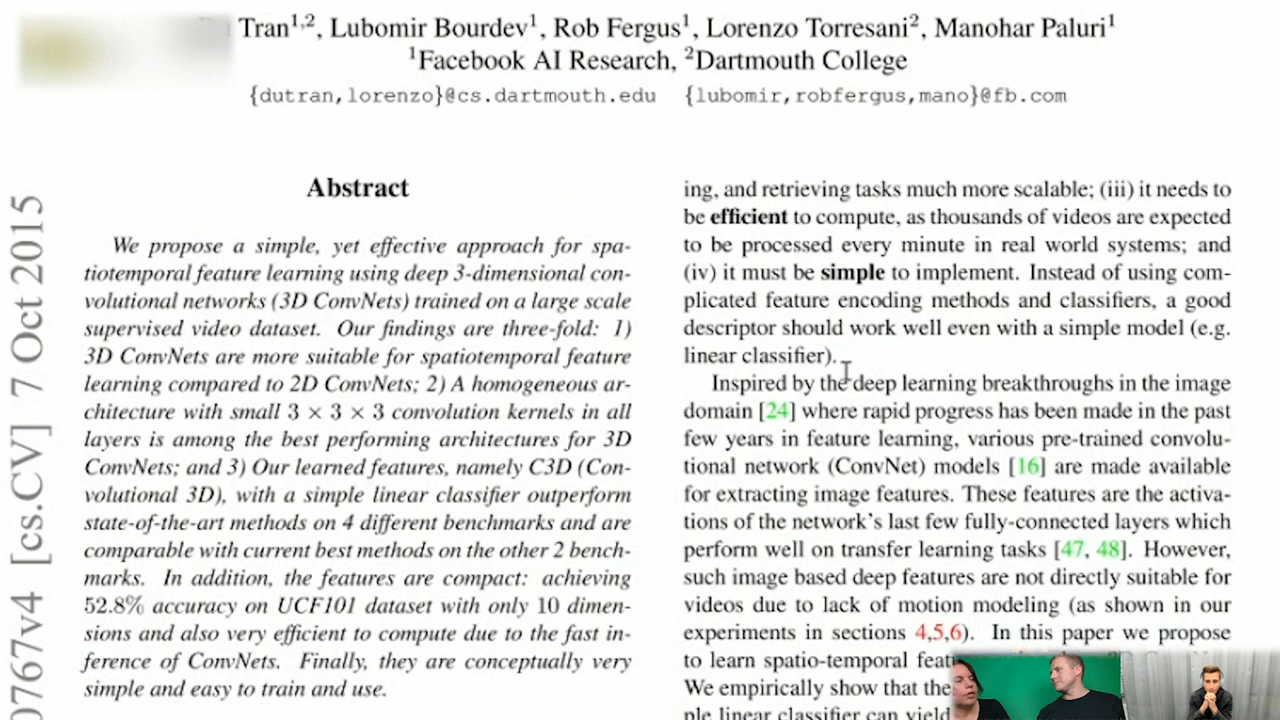 Tran1,2, Lubomir Bourdev1, Rob Fergus1, Lorenzo Torresani2, Manohar Paluri1
1Facebook AI Research, 2Dartmouth College
{dutran,lorenzo}@cs.dartmouth.edu {lubomir,robfergus,mano}@fb.com
0767v4 [cs.CV] 7 Oct 2015
Abstract
We propose a simple, yet effective approach for spa-
tiotemporal feature learning using deep 3-dimensional con-
volutional networks (3D ConvNets) trained on a large scale
supervised video dataset. Our findings are three-fold: 1)
3D ConvNets are more suitable for spatiotemporal feature
learning compared to 2D ConvNets; 2) A homogeneous ar-
chitecture with small 3 × 3 × 3 convolution kernels in all
layers is among the best performing architectures for 3D
ConvNets; and 3) Our learned features, namely C3D (Con-
volutional 3D), with a simple linear classifier outperform
state-of-the-art methods on 4 different benchmarks and are
comparable with current best methods on the other 2 bench-
marks. In addition, the features are compact: achieving
52.8% accuracy on UCF101 dataset with only 10 dimen-
sions and also very efficient to compute due to the fast in-
ference of ConvNets. Finally, they are conceptually very
simple and easy to train and use.
ing, and retrieving tasks much more scalable; (iii) it needs to
be efficient to compute, as thousands of videos are expected
to be processed every minute in real world systems; and
(iv) it must be simple to implement. Instead of using com-
plicated feature encoding methods and classifiers, a good
descriptor should work well even with a simple model (e.g.
linear classifier).
Inspired by the deep learning breakthroughs in the image
domain [24] where rapid progress has been made in the past
few years in feature learning, various pre-trained convolu-
tional network (ConvNet) models [16] are made available
for extracting image features. These features are the activa-
tions of the network's last few fully-connected layers which
perform well on transfer learning tasks [47, 48]. However,
such image based deep features are not directly suitable for
videos due to lack of motion modeling (as shown in our
experiments in sections 4,5,6). In this paper we propose
to learn spatio-temporal
We empirically show that the
ple linear classifier can yield